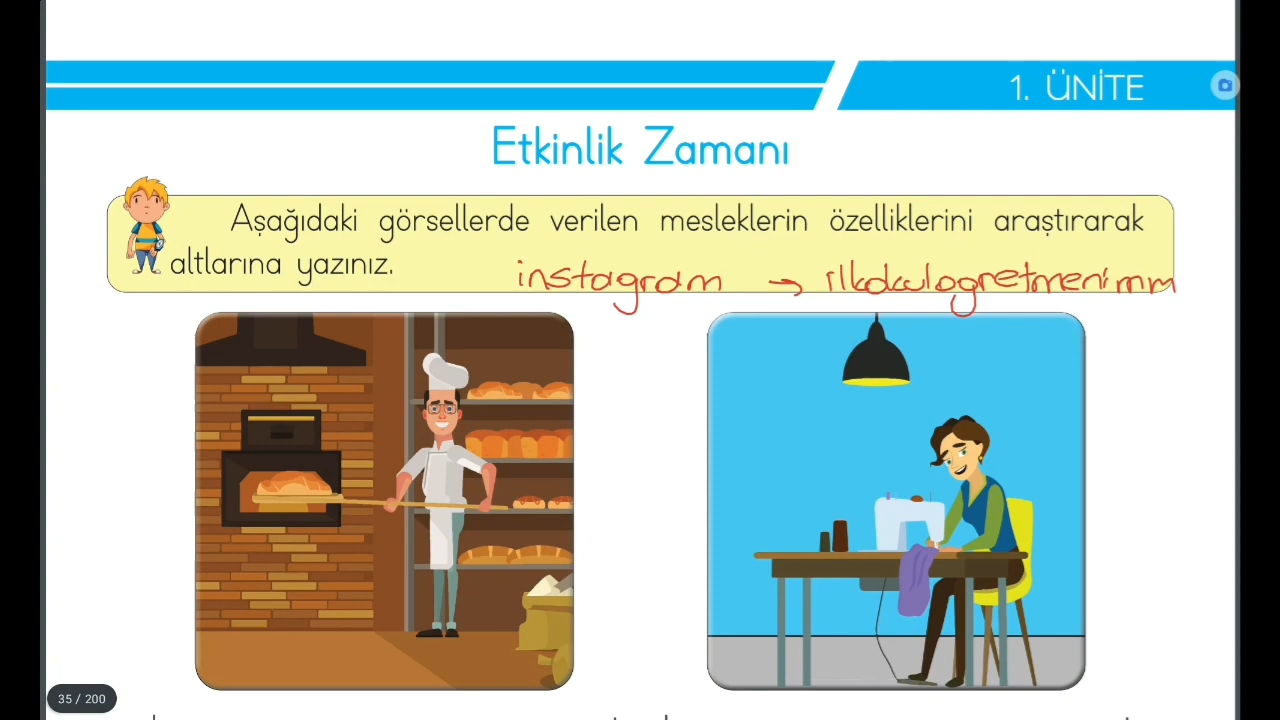 1. ÜNİTE
Etkinlik Zamanı
Aşağıdaki görsellerde verilen mesleklerin özelliklerini araştırarak
altlarına yazınız.
instagram → ilkokulogretmenimm
35 / 200